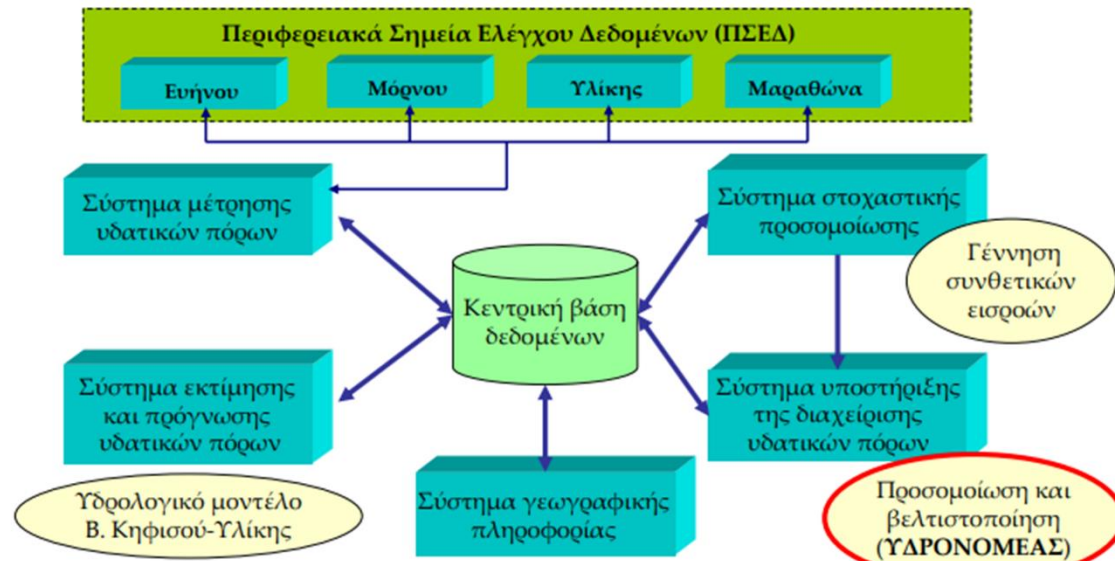 Περιφερειακά Σημεία Ελέγχου Δεδομένων (ΠΣΕΔ)
Ευήνου
Μόρνου
Υλίκης
Μαραθώνα
Σύστημα μέτρησης
υδατικών πόρων
Σύστημα στοχαστικής
προσομοίωσης
Γέννηση
συνθετικών
εισροών
Κεντρική βάση
δεδομένων
Σύστημα εκτίμησης
και πρόγνωσης
υδατικών πόρων
Σύστημα υποστήριξης
της διαχείρισης
υδατικών πόρων
Υδρολογικό μοντέλο
Β. Κηφισού-Υλίκης
Σύστημα γεωγραφικής
πληροφορίας
Προσομοίωση και
βελτιστοποίηση
(ΥΔΡΟΝΟΜΕΑΣ)